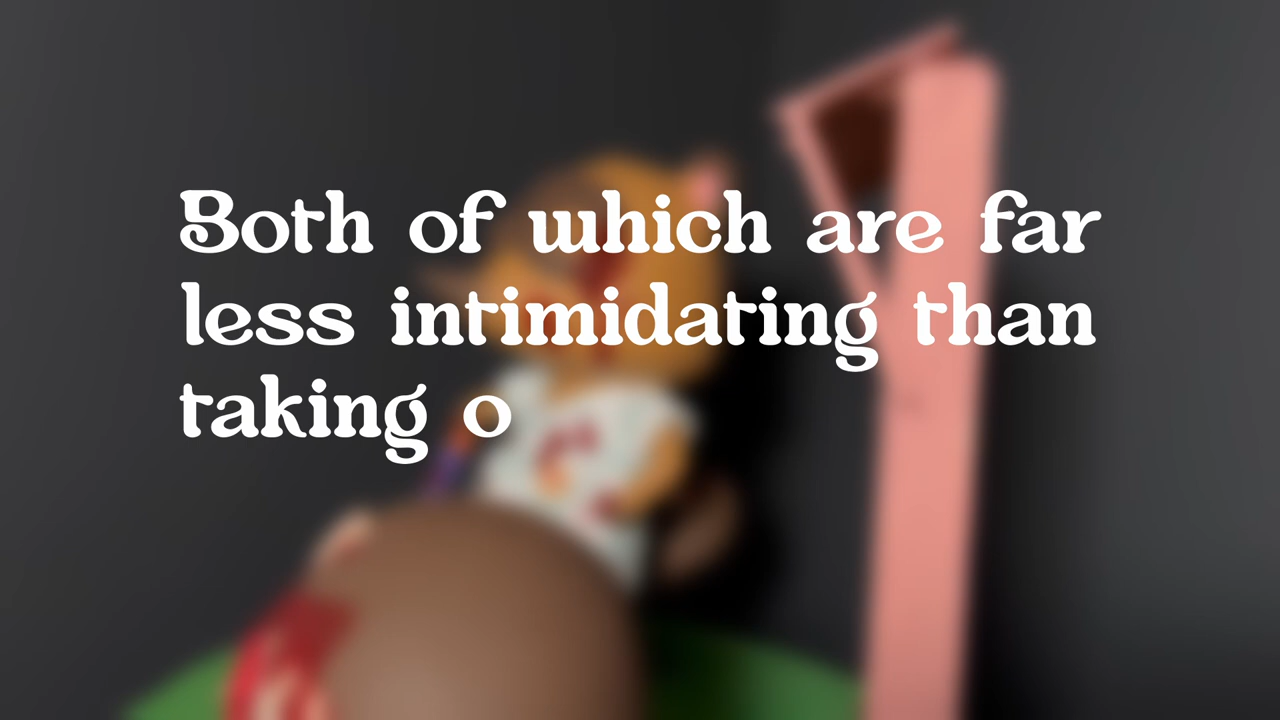 Both of which are far
less intimidating than
taking o